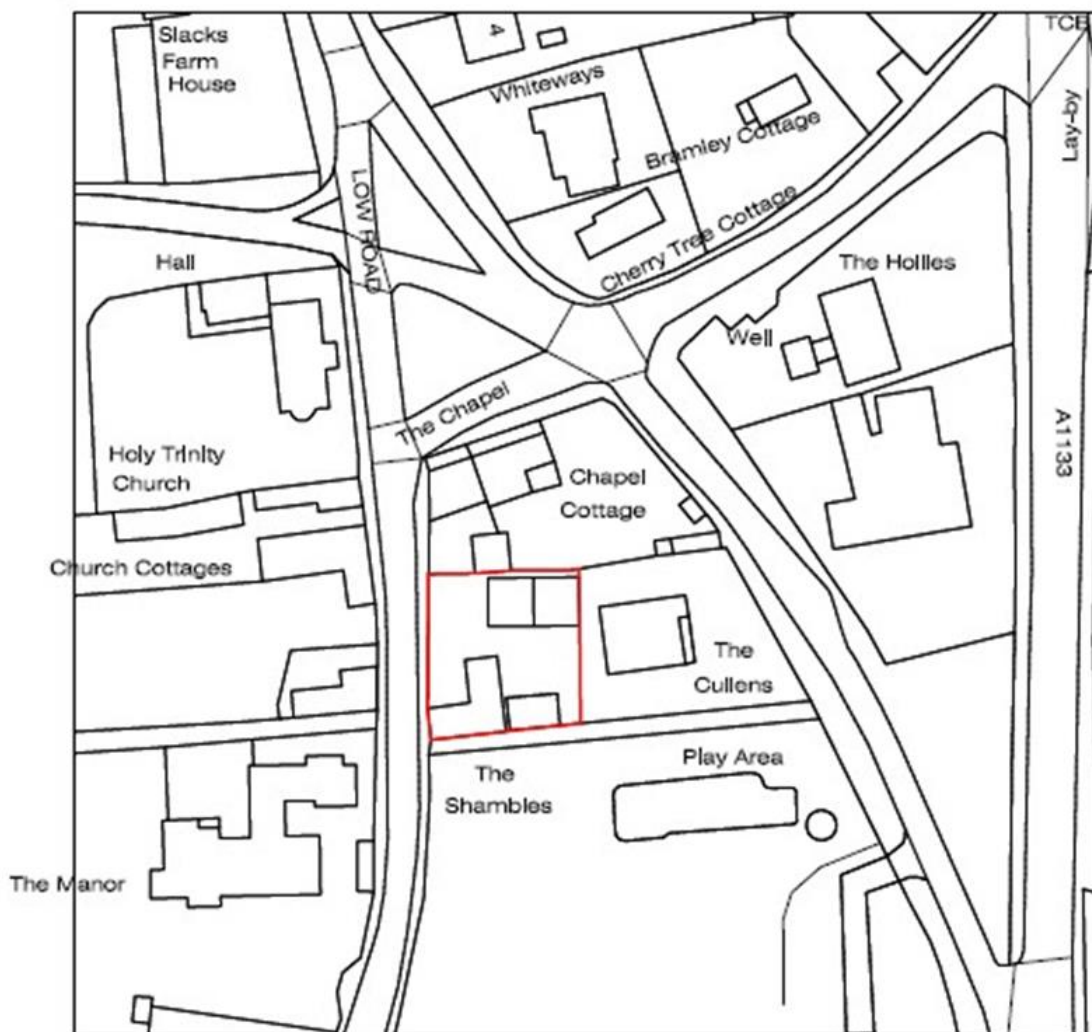 Slacks
Farm
House
4
TCB
Whiteways
Lay-by
Bramley Cottage
LOW ROAD
Cherry Tree Cottage
Hall
The Hollies
Well
The Chapel
A1133
Holy Trinity
Church
Chapel
Cottage
Church Cottages
The
Cullens
Play Area
The
Shambles
The Manor